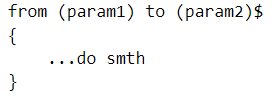 from (param1) to (param2)$
{
    ...do smth
}